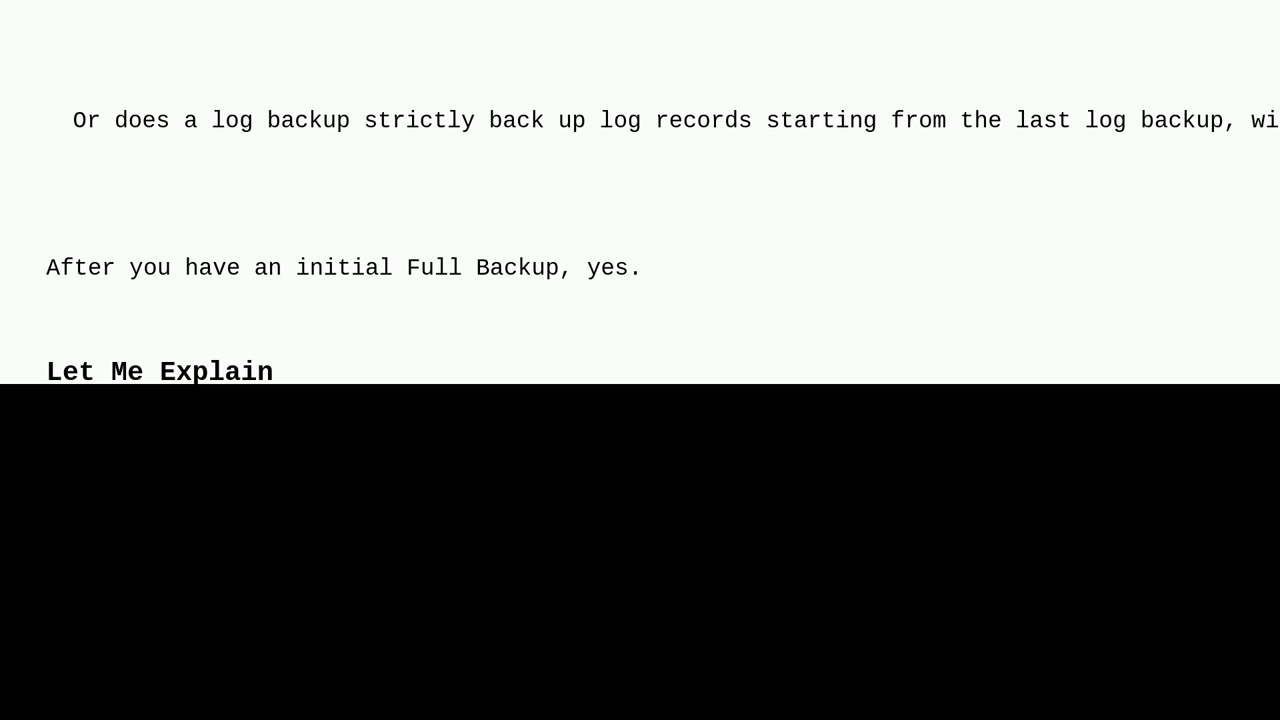 Or does a log backup strictly back up log records starting from the last log backup,
After you have an initial Full Backup, yes.
Let Me Explain